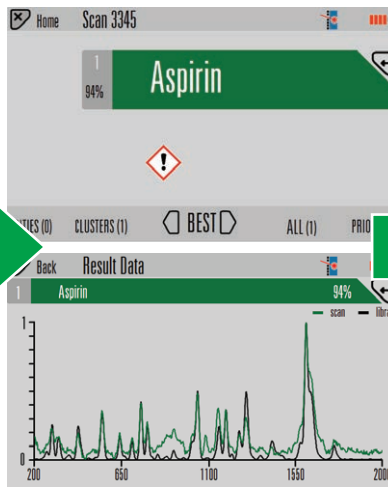 Home Scan 3345
1
94% Aspirin
!
TIES (0) CLUSTERS (1) BEST ALL (1) PRIO
Back Result Data
1 Aspirin 94%
scan libra
1
0
200 650 1100 1550 2000